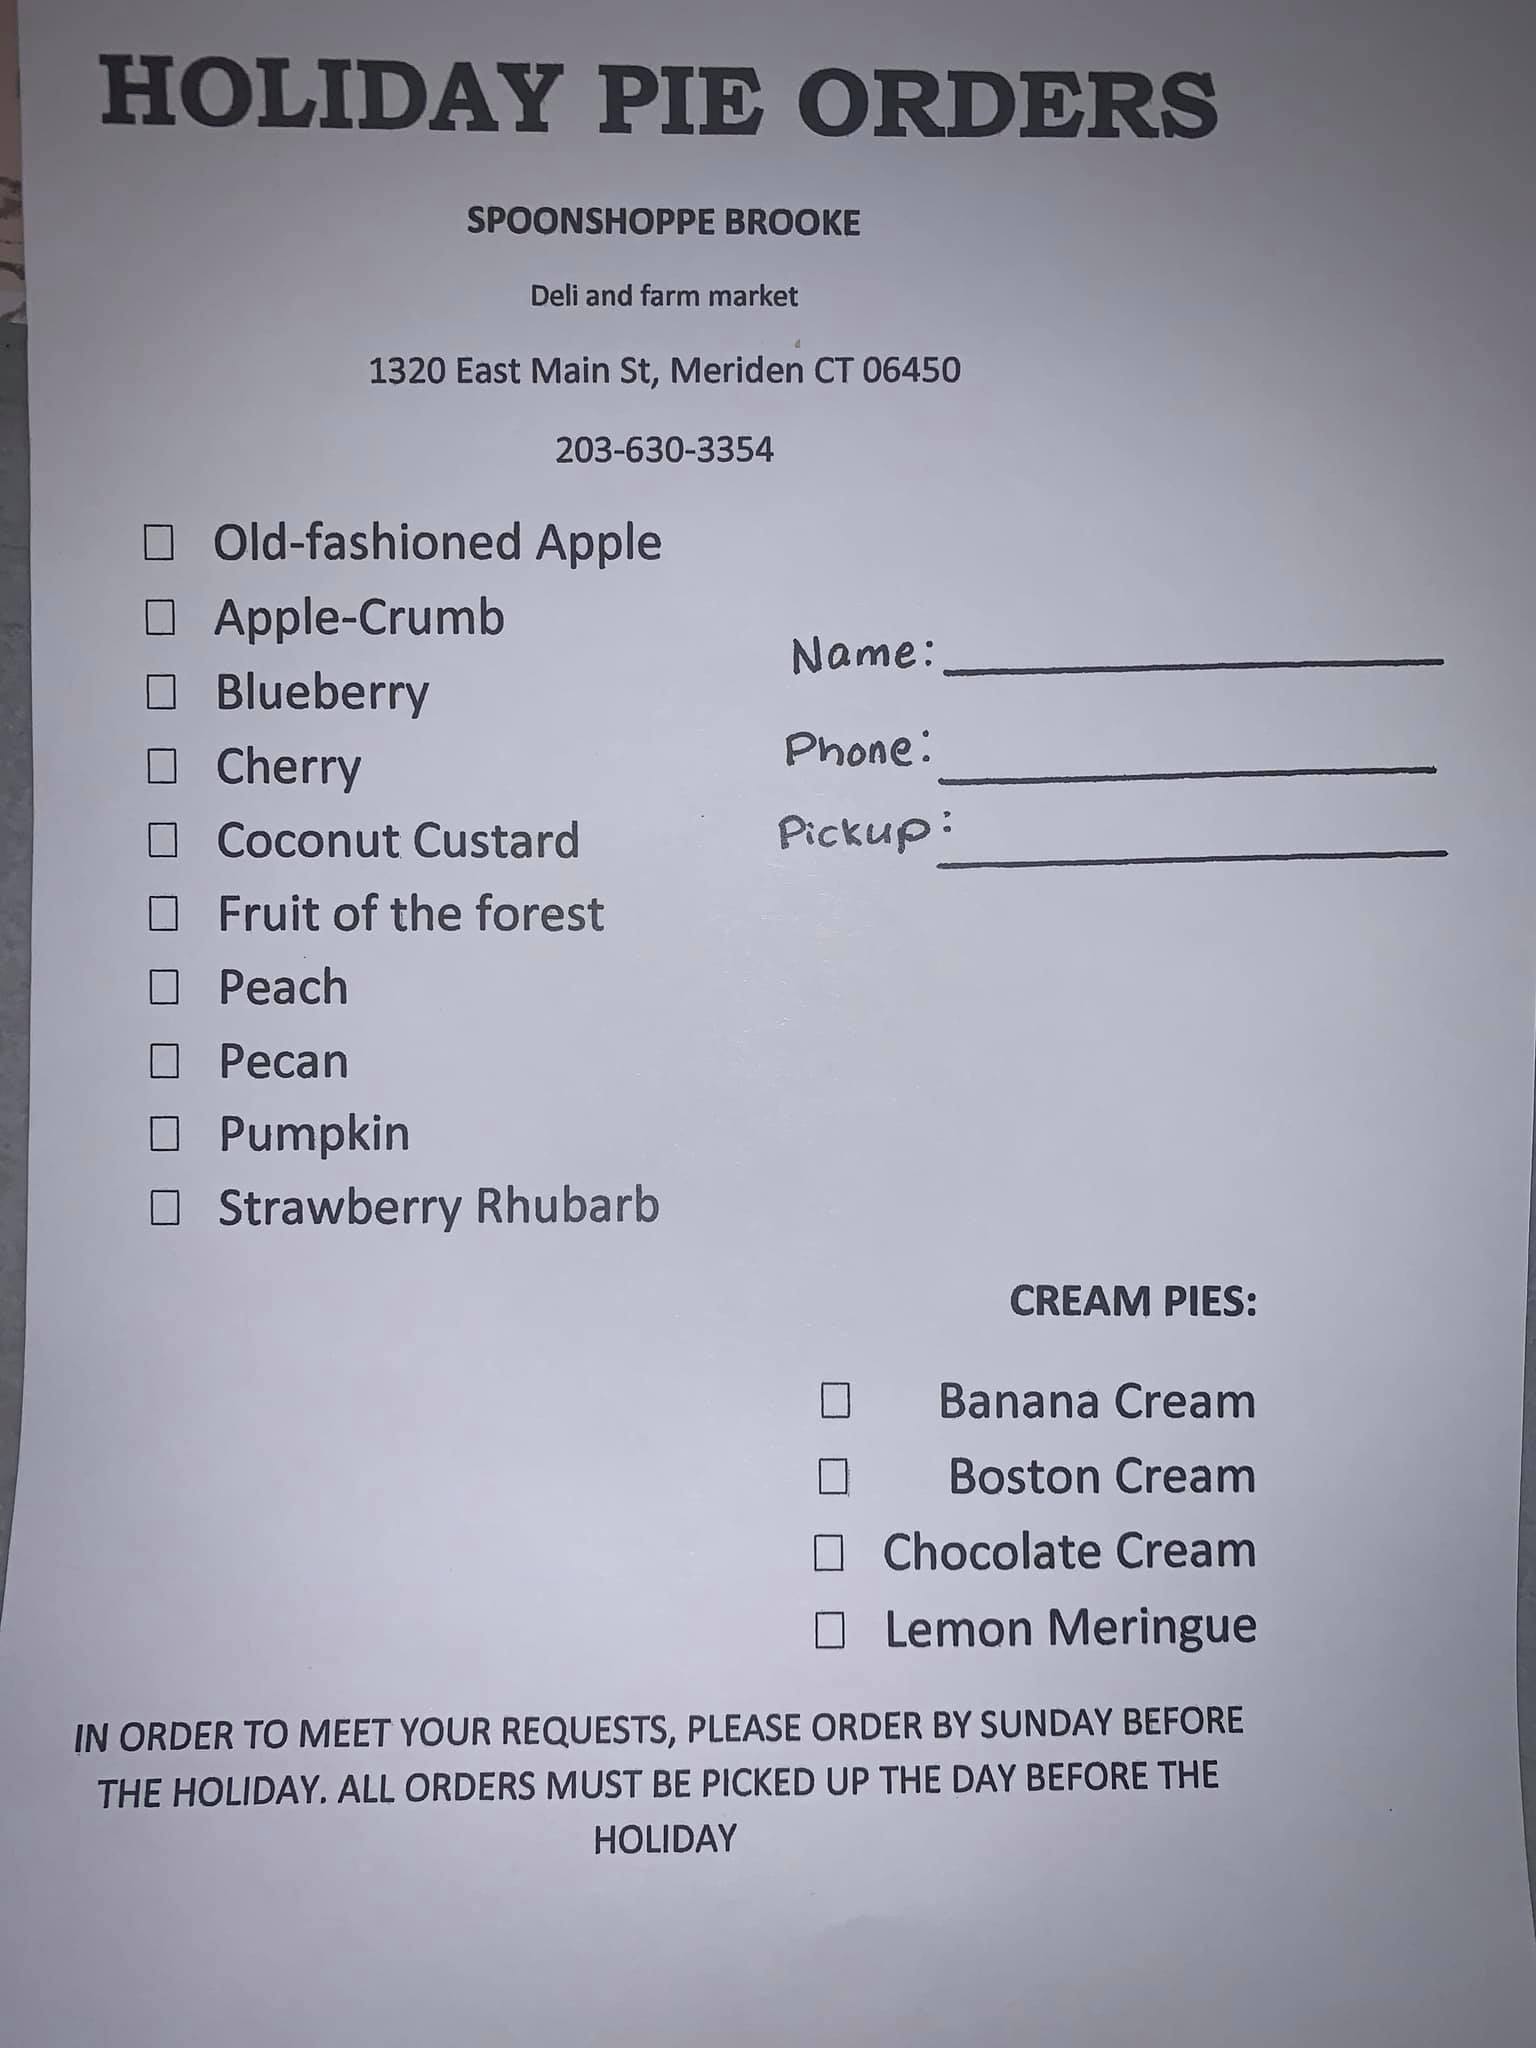 HOLIDAY PIE ORDERS
SPOONSHOPPE BROOKE
Deli and farm market
1320 East Main St, Meriden CT 06450
203-630-3354
Old-fashioned Apple
Apple-Crumb
Blueberry
Cherry
Coconut Custard
Fruit of the forest
Peach
Pecan
Pumpkin
Strawberry Rhubarb
Name:
Phone:
Pickup:
CREAM PIES:
Banana Cream
Boston Cream
Chocolate Cream
Lemon Meringue
IN ORDER TO MEET YOUR REQUESTS, PLEASE ORDER BY SUNDAY BEFORE
THE HOLIDAY. ALL ORDERS MUST BE PICKED UP THE DAY BEFORE THE
HOLIDAY